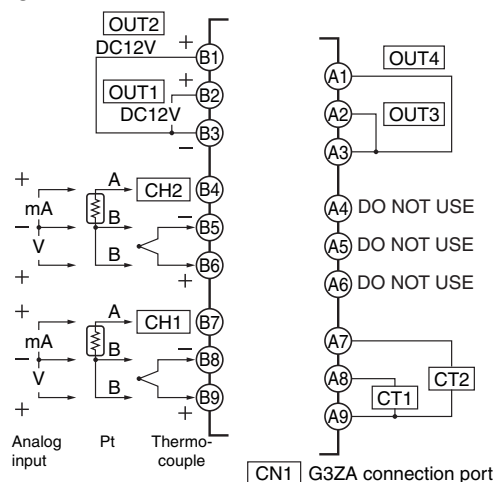 OUT2
DC12V
+
B1
OUT1
+
B2
DC12V
B3
−
+
A
CH2
B4
mA
−
B
−
B5
V
B
B6
+
+
+
A
CH1
B7
mA
−
B
−
B8
V
B
B9
+
+
Analog input
Pt
Thermo-
couple
A1
OUT4
A2
OUT3
A3
A4 DO NOT USE
A5 DO NOT USE
A6 DO NOT USE
A7
A8
CT2
CT1
A9
CN1 G3ZA connection port